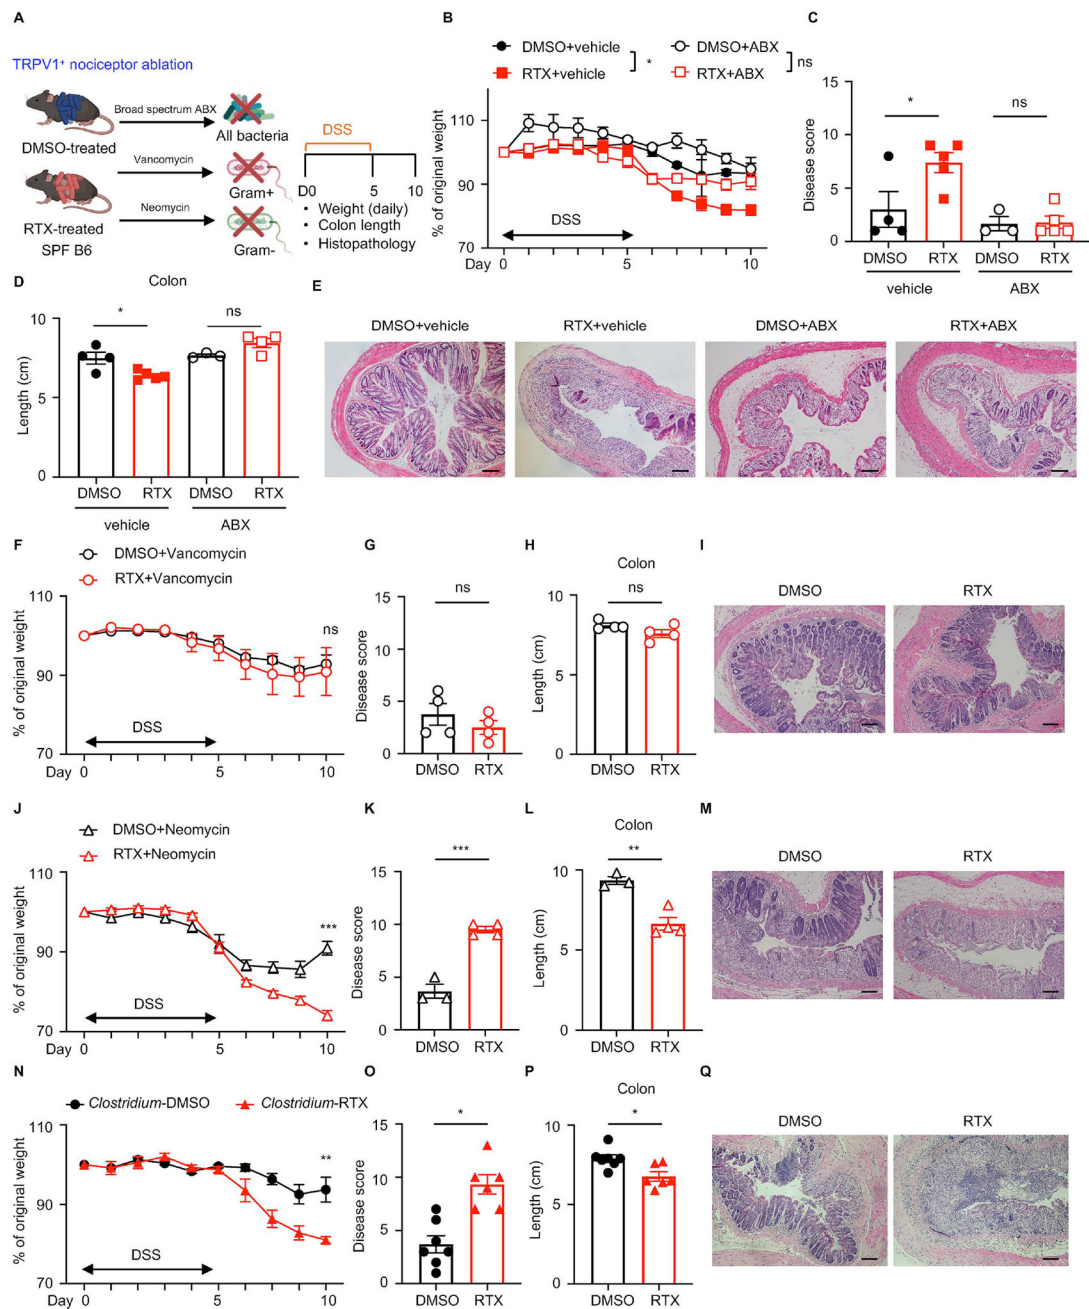 A
TRPV1⁺ nociceptor ablation
Broad spectrum ABX
DMSO-treated
All bacteria
Vancomycin
Gram+
RTX-treated
SPF B6
Neomycin
Gram-
DSS
D0 5 10
• Weight (daily)
• Colon length
• Histopathology
B
DMSO+vehicle
RTX+vehicle
*
DMSO+ABX
RTX+ABX
ns
% of original weight
110
90
70
DSS
Day 0 5 10
C
Disease score
15
10
5
0
* ns
DMSO RTX DMSO RTX
vehicle ABX
D
Colon
Length (cm)
10
5
0
* ns
DMSO RTX DMSO RTX
vehicle ABX
E
DMSO+vehicle RTX+vehicle DMSO+ABX RTX+ABX
F
DMSO+Vancomycin
RTX+Vancomycin
% of original weight
110
90
70
ns
DSS
Day 0 5 10
G
Disease score
15
10
5
0
ns
DMSO RTX
H
Colon
Length (cm)
10
5
0
ns
DMSO RTX
I
DMSO RTX
J
DMSO+Neomycin
RTX+Neomycin
% of original weight
110
90
70
***
DSS
Day 0 5 10
K
Disease score
15
10
5
0
***
DMSO RTX
L
Colon
Length (cm)
10
5
0
**
DMSO RTX
M
DMSO RTX
N
Clostridium-DMSO Clostridium-RTX
% of original weight
110
90
70
**
DSS
Day 0 5 10
O
Disease score
15
10
5
0
*
DMSO RTX
P
Colon
Length (cm)
10
5
0
*
DMSO RTX
Q
DMSO RTX